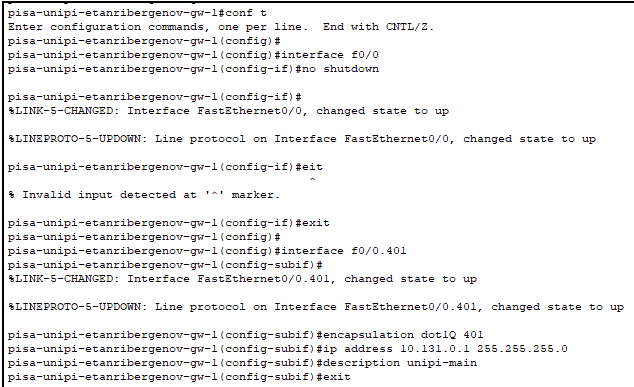 pisa-unipi-etanribergenov-gw-1#conf t
Enter configuration commands, one per line.  End with CNTL/Z.
pisa-unipi-etanribergenov-gw-1(config)#
pisa-unipi-etanribergenov-gw-1(config)#interface f0/0
pisa-unipi-etanribergenov-gw-1(config-if)#no shutdown

pisa-unipi-etanribergenov-gw-1(config-if)#
%LINK-5-CHANGED: Interface FastEthernet0/0, changed state to up

%LINEPROTO-5-UPDOWN: Line protocol on Interface FastEthernet0/0, changed state to up

pisa-unipi-etanribergenov-gw-1(config-if)#eit
                                           ^
% Invalid input detected at '^' marker.

pisa-unipi-etanribergenov-gw-1(config-if)#exit
pisa-unipi-etanribergenov-gw-1(config)#
pisa-unipi-etanribergenov-gw-1(config)#interface f0/0.401
pisa-unipi-etanribergenov-gw-1(config-subif)#
%LINK-5-CHANGED: Interface FastEthernet0/0.401, changed state to up

%LINEPROTO-5-UPDOWN: Line protocol on Interface FastEthernet0/0.401, changed state to up

pisa-unipi-etanribergenov-gw-1(config-subif)#encapsulation dot1Q 401
pisa-unipi-etanribergenov-gw-1(config-subif)#ip address 10.131.0.1 255.255.255.0
pisa-unipi-etanribergenov-gw-1(config-subif)#description unipi-main
pisa-unipi-etanribergenov-gw-1(config-subif)#exit